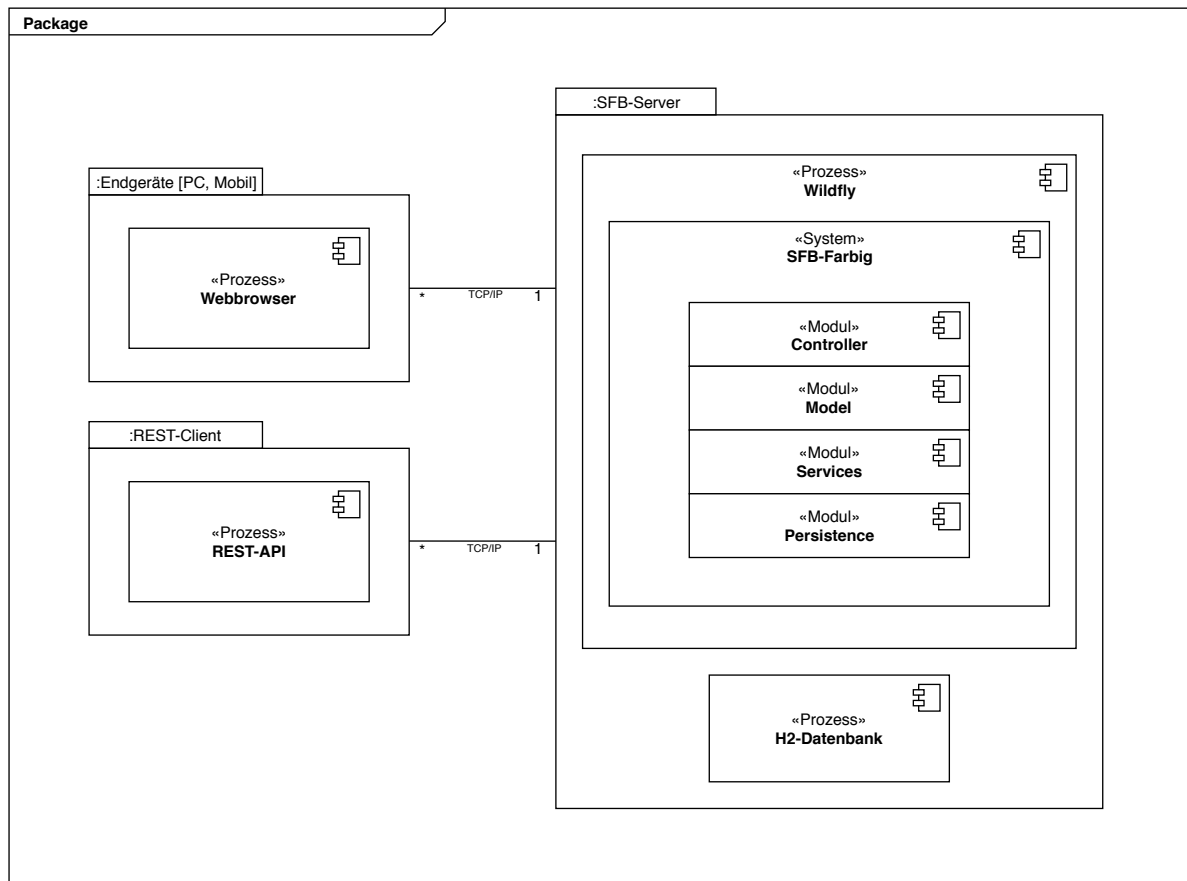 Package
:SFB-Server
«Prozess»
Wildfly
:Endgeräte [PC, Mobil]
«System»
SFB-Farbig
«Prozess»
Webbrowser
* TCP/IP 1
«Modul»
Controller
«Modul»
Model
:REST-Client
«Modul»
Services
«Modul»
Persistence
«Prozess»
REST-API
* TCP/IP 1
«Prozess»
H2-Datenbank